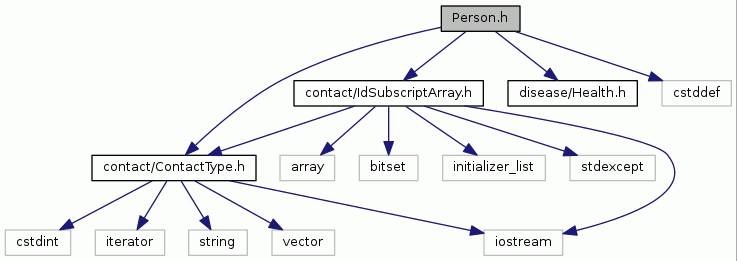 Person.h
contact/IdSubscriptArray.h
disease/Health.h
cstddef
contact/ContactType.h
array
bitset
initializer_list
stdexcept
cstdint
iterator
string
vector
iostream